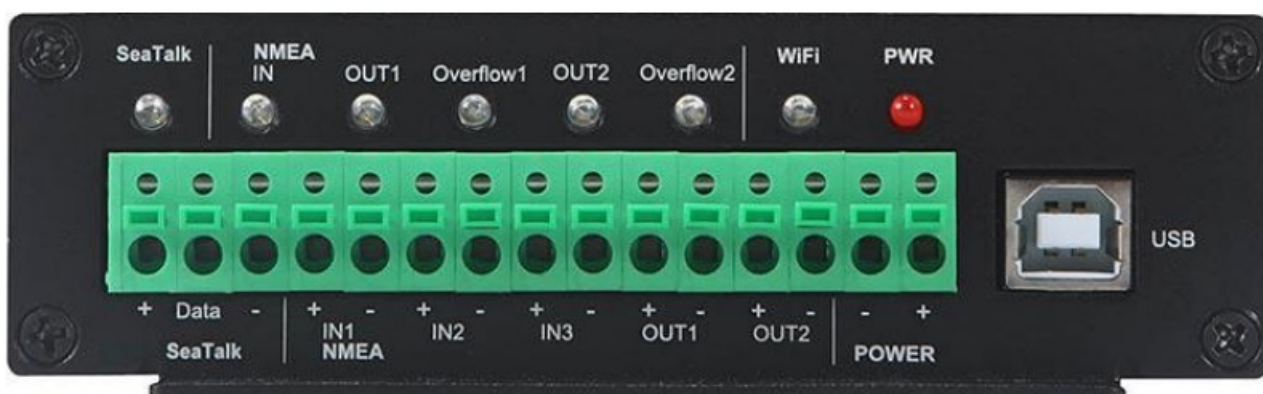 SeaTalk NMEA WiFi PWR
IN OUT1 Overflow1 OUT2 Overflow2
USB
+ Data - + - + - + - + - + - - +
IN1 IN2 IN3 OUT1 OUT2
SeaTalk NMEA POWER